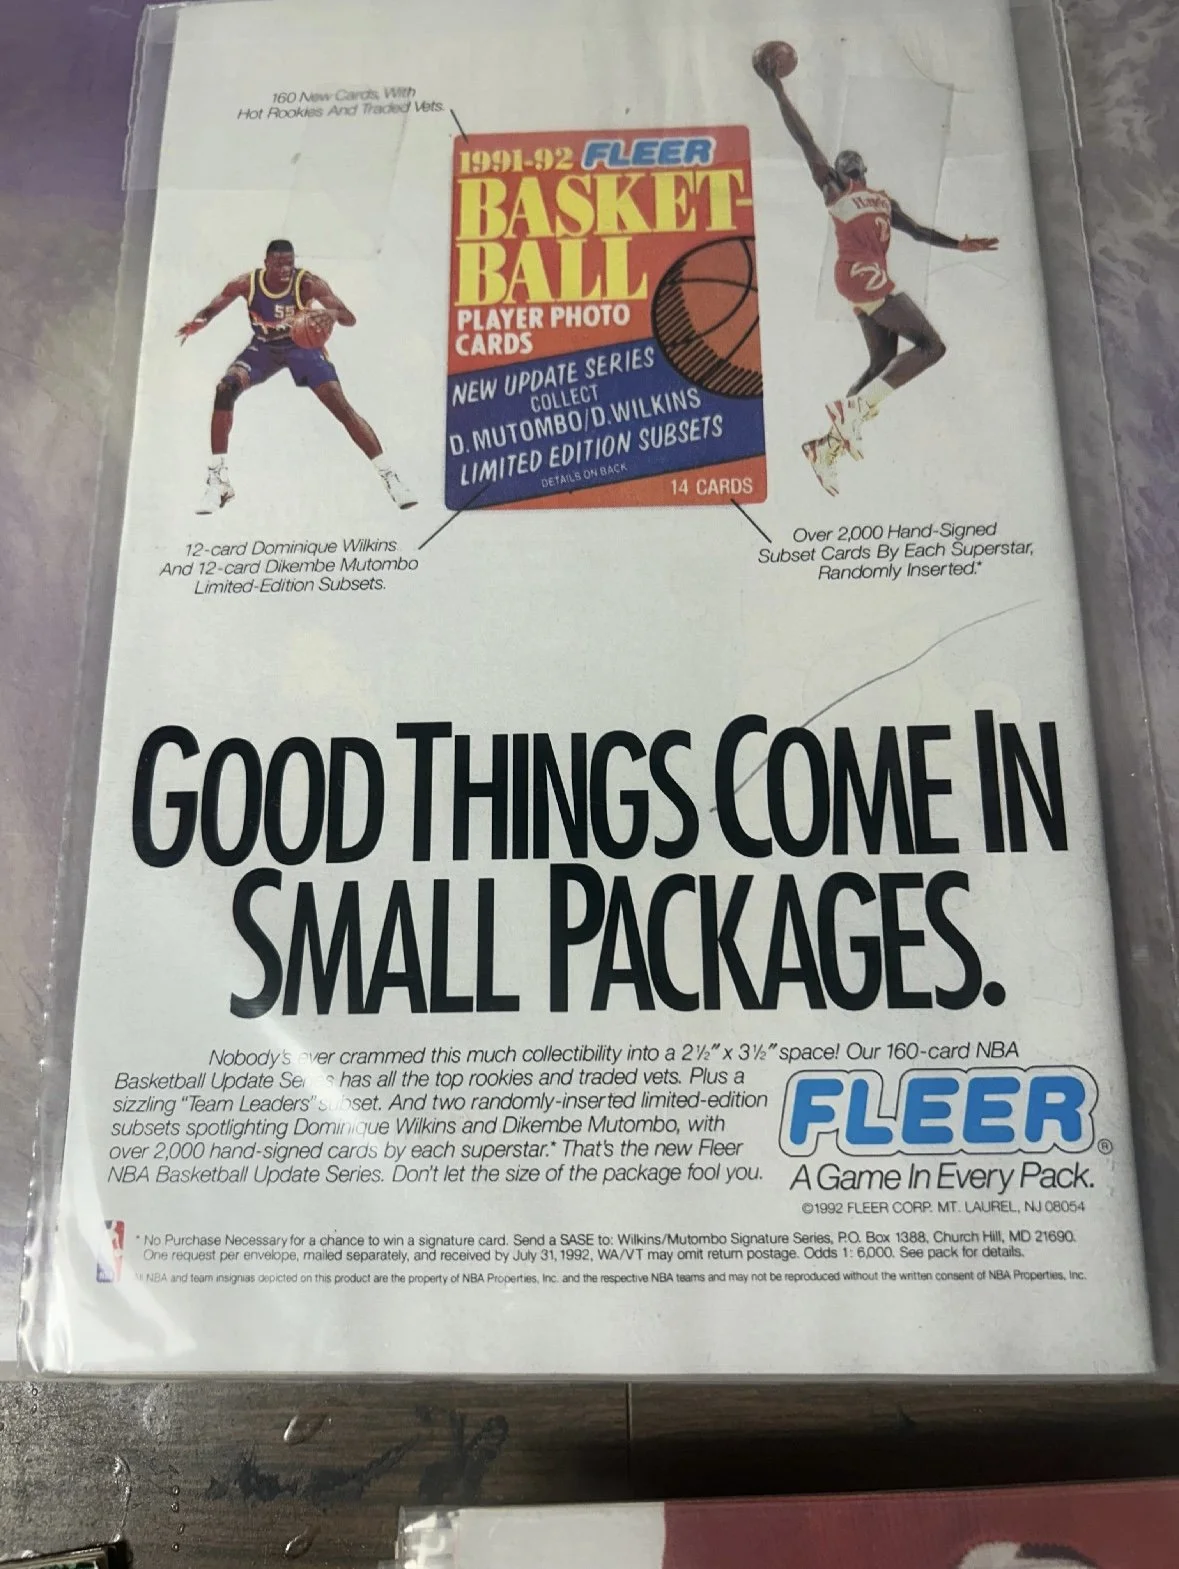 160 New Cards, With
Hot Rookies And Traded Vets.
1991-92 FLEER
BASKET-
BALL
PLAYER PHOTO
CARDS
NEW UPDATE SERIES
COLLECT
D. MUTOMBO/D. WILKINS
LIMITED EDITION SUBSETS
DETAILS ON BACK
14 CARDS
55
12-card Dominique Wilkins
And 12-card Dikembe Mutombo
Limited-Edition Subsets.
Over 2,000 Hand-Signed
Subset Cards By Each Superstar,
Randomly Inserted.*
GOOD THINGS COME IN
SMALL PACKAGES.
Nobody's ever crammed this much collectibility into a 2½" x 3½" space! Our 160-card NBA
Basketball Update Series has all the top rookies and traded vets. Plus a
sizzling "Team Leaders" subset. And two randomly-inserted limited-edition
subsets spotlighting Dominique Wilkins and Dikembe Mutombo, with
over 2,000 hand-signed cards by each superstar.* That's the new Fleer
NBA Basketball Update Series. Don't let the size of the package fool you.
FLEER®
A Game In Every Pack.
©1992 FLEER CORP. MT. LAUREL, NJ 08054
* No Purchase Necessary for a chance to win a signature card. Send a SASE to: Wilkins/Mutombo Signature Series, P.O. Box 1388, Church Hill, MD 21690.
One request per envelope, mailed separately, and received by July 31, 1992, WA/VT may omit return postage. Odds 1: 6,000. See pack for details.
All NBA and team insignias depicted on this product are the property of NBA Properties, Inc. and the respective NBA teams and may not be reproduced without the written consent of NBA Properties, Inc.